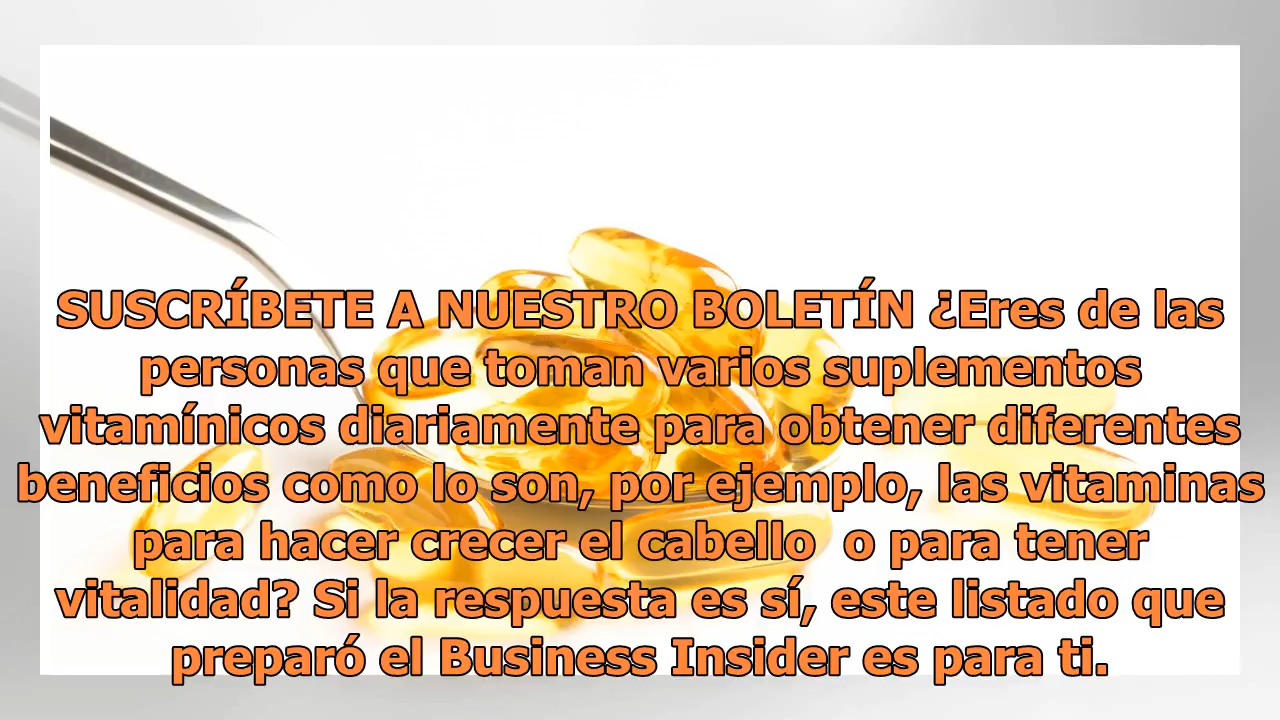 SUSCRÍBETE A NUESTRO BOLETÍN ¿Eres de las
personas que toman varios suplementos
vitamínicos diariamente para obtener diferentes
beneficios como lo son, por ejemplo, las vitaminas
para hacer crecer el cabello  o para tener
vitalidad? Si la respuesta es sí, este listado que
preparó el Business Insider es para ti.